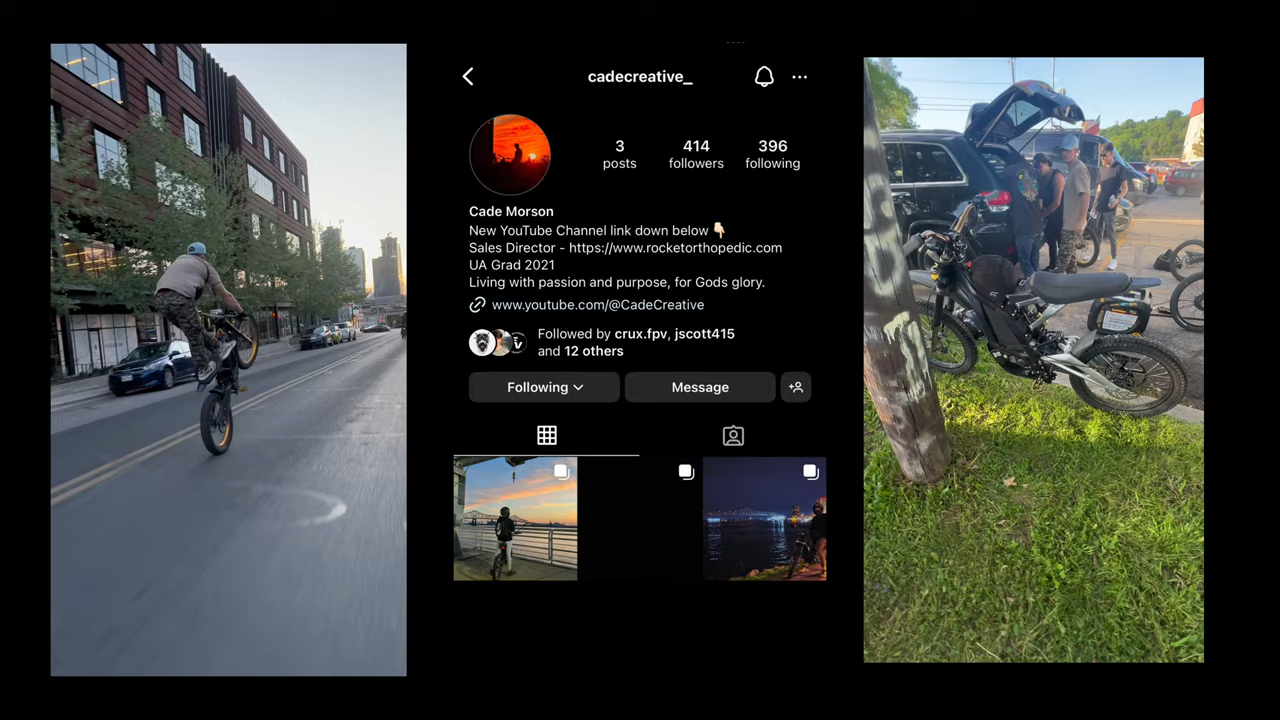 cadecreative_
3
posts
414
followers
396
following
Cade Morson
New YouTube Channel link down below 👇🏻
Sales Director - https://www.rocketorthopedic.com
UA Grad 2021
Living with passion and purpose, for Gods glory.
www.youtube.com/@CadeCreative
Followed by crux.fpv, jscott415
and 12 others
Following
Message